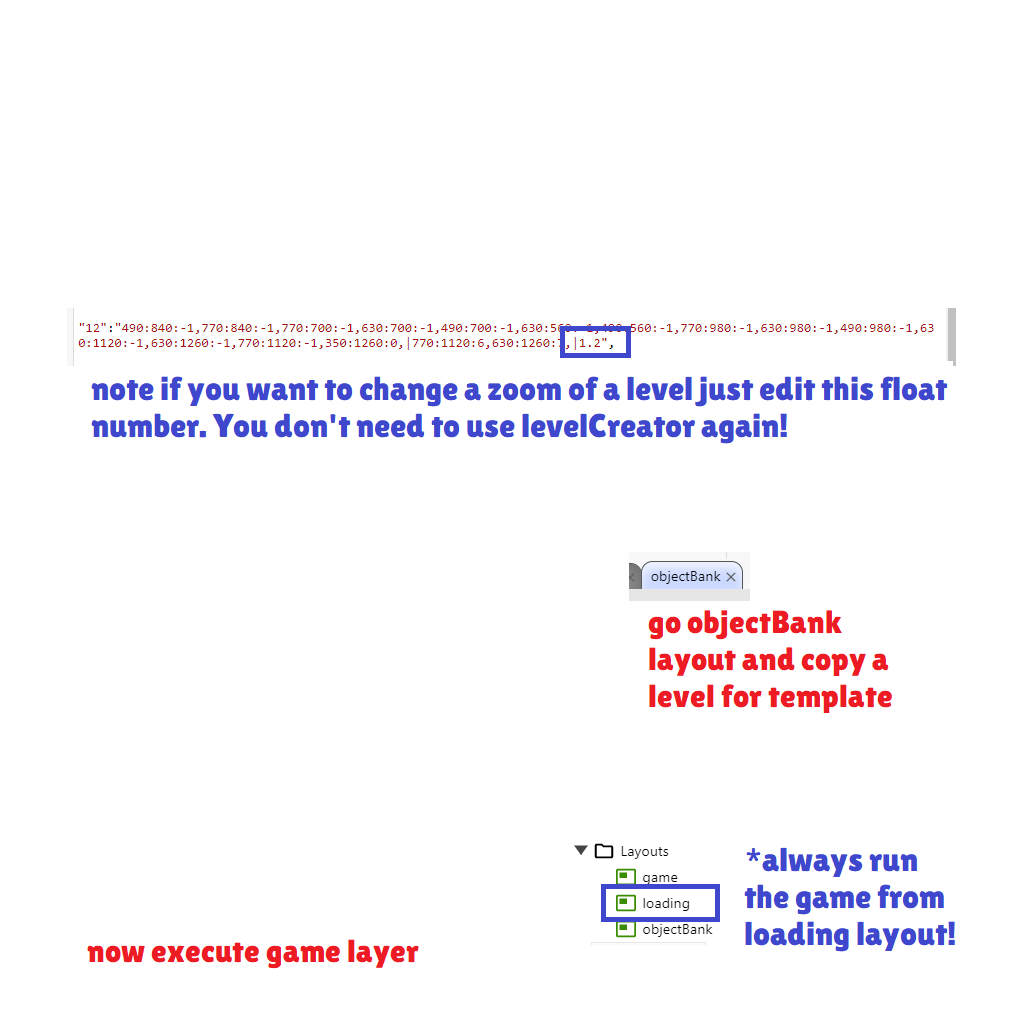 "12":"490:840:-1,770:840:-1,770:700:-1,630:700:-1,490:700:-1,630:560:-1,490:560:-1,770:980:-1,630:980:-1,490:980:-1,63
0:1120:-1,630:1260:-1,770:1120:-1,350:1260:0,|770:1120:6,630:1260:7,|1.2",
note if you want to change a zoom of a level just edit this float
number. You don't need to use levelCreator again!
objectBank
go objectBank
layout and copy a
level for template
Layouts
game
loading
objectBank
*always run
the game from
loading layout!
now execute game layer